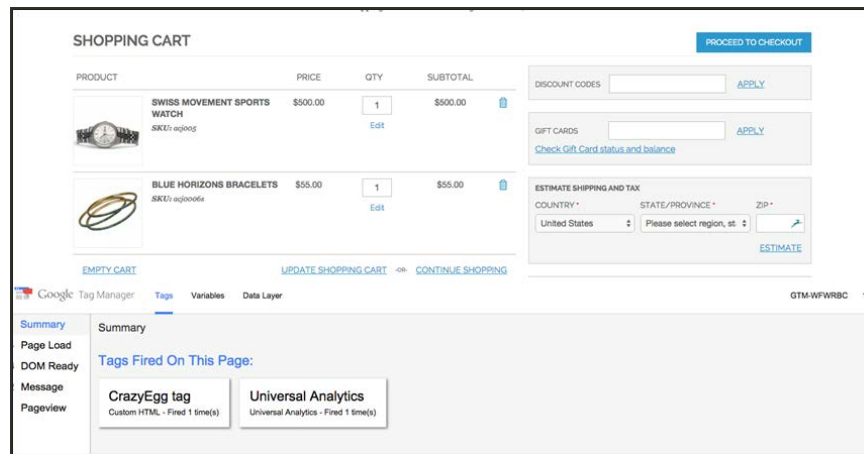 SHOPPING CART
PROCEED TO CHECKOUT
PRODUCT PRICE QTY SUBTOTAL
SWISS MOVEMENT SPORTS WATCH
SKU: acj005
$500.00
1
Edit
$500.00
BLUE HORIZONS BRACELETS
SKU: acj0006s
$55.00
1
Edit
$55.00
EMPTY CART
UPDATE SHOPPING CART -OR- CONTINUE SHOPPING
DISCOUNT CODES APPLY
GIFT CARDS APPLY
Check Gift Card status and balance
ESTIMATE SHIPPING AND TAX
COUNTRY * STATE/PROVINCE * ZIP *
United States Please select region, st
ESTIMATE
Google Tag Manager Tags Variables Data Layer GTM-WFWRBC
Summary
Page Load
DOM Ready
Message
Pageview
Summary
Tags Fired On This Page:
CrazyEgg tag
Custom HTML - Fired 1 time(s)
Universal Analytics
Universal Analytics - Fired 1 time(s)